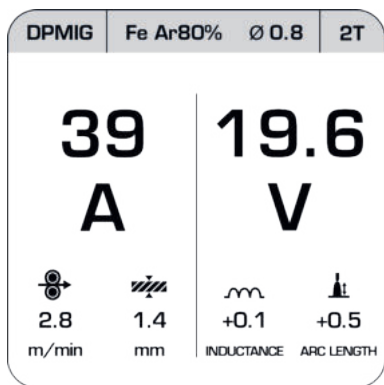 DPMIG Fe Ar80% Ø 0.8 2T
39 19.6
A V
2.8 1.4 +0.1 +0.5
m/min mm INDUCTANCE ARC LENGTH